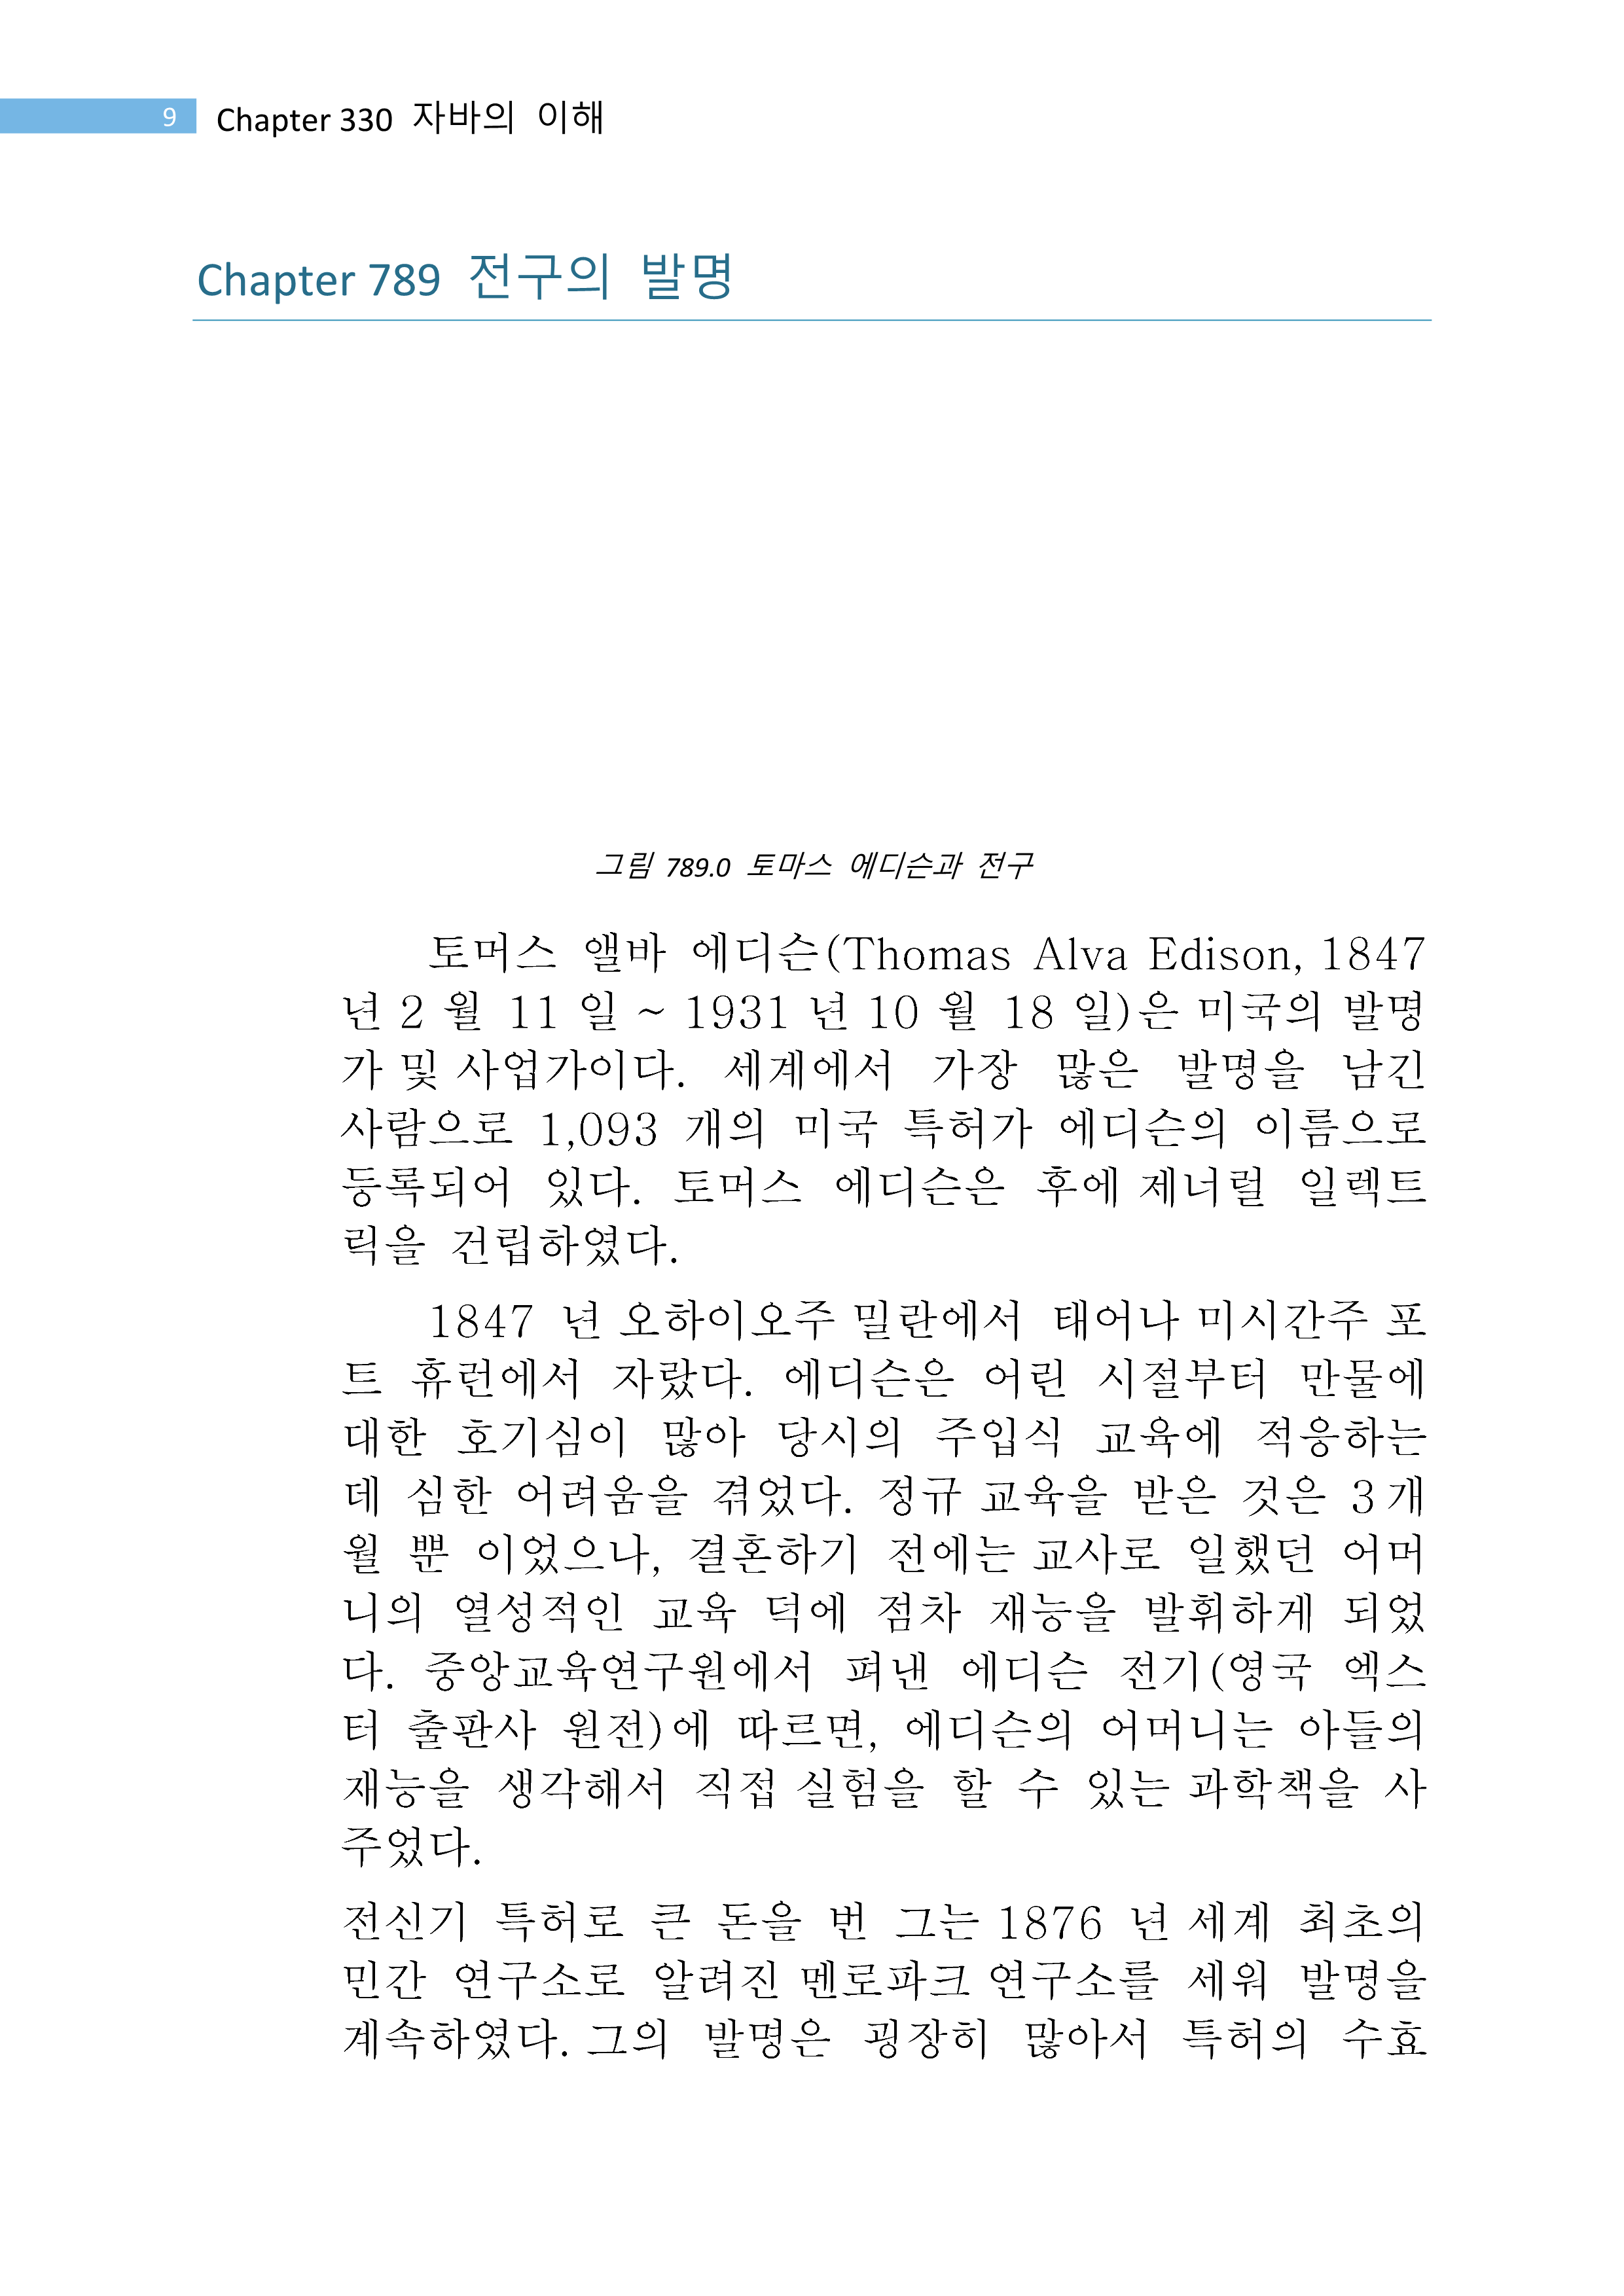 9 Chapter 330 자바의 이해
Chapter 789 전구의 발명
그림 789.0 토마스 에디슨과 전구
토머스 앨바 에디슨(Thomas Alva Edison, 1847
년 2 월 11 일 ~ 1931 년 10 월 18 일)은 미국의 발명
가 및 사업가이다. 세계에서 가장 많은 발명을 남긴
사람으로 1,093 개의 미국 특허가 에디슨의 이름으로
등록되어 있다. 토머스 에디슨은 후에 제너럴 일렉트
릭을 건립하였다.
1847 년 오하이오주 밀란에서 태어나 미시간주 포
트 휴런에서 자랐다. 에디슨은 어린 시절부터 만물에
대한 호기심이 많아 당시의 주입식 교육에 적응하는
데 심한 어려움을 겪었다. 정규 교육을 받은 것은 3 개
월 뿐 이었으나, 결혼하기 전에는 교사로 일했던 어머
니의 열성적인 교육 덕에 점차 재능을 발휘하게 되었
다. 중앙교육연구원에서 펴낸 에디슨 전기(영국 엑스
터 출판사 원전)에 따르면, 에디슨의 어머니는 아들의
재능을 생각해서 직접 실험을 할 수 있는 과학책을 사
주었다.
전신기 특허로 큰 돈을 번 그는 1876 년 세계 최초의
민간 연구소로 알려진 멘로파크 연구소를 세워 발명을
계속하였다. 그의 발명은 굉장히 많아서 특허의 수효